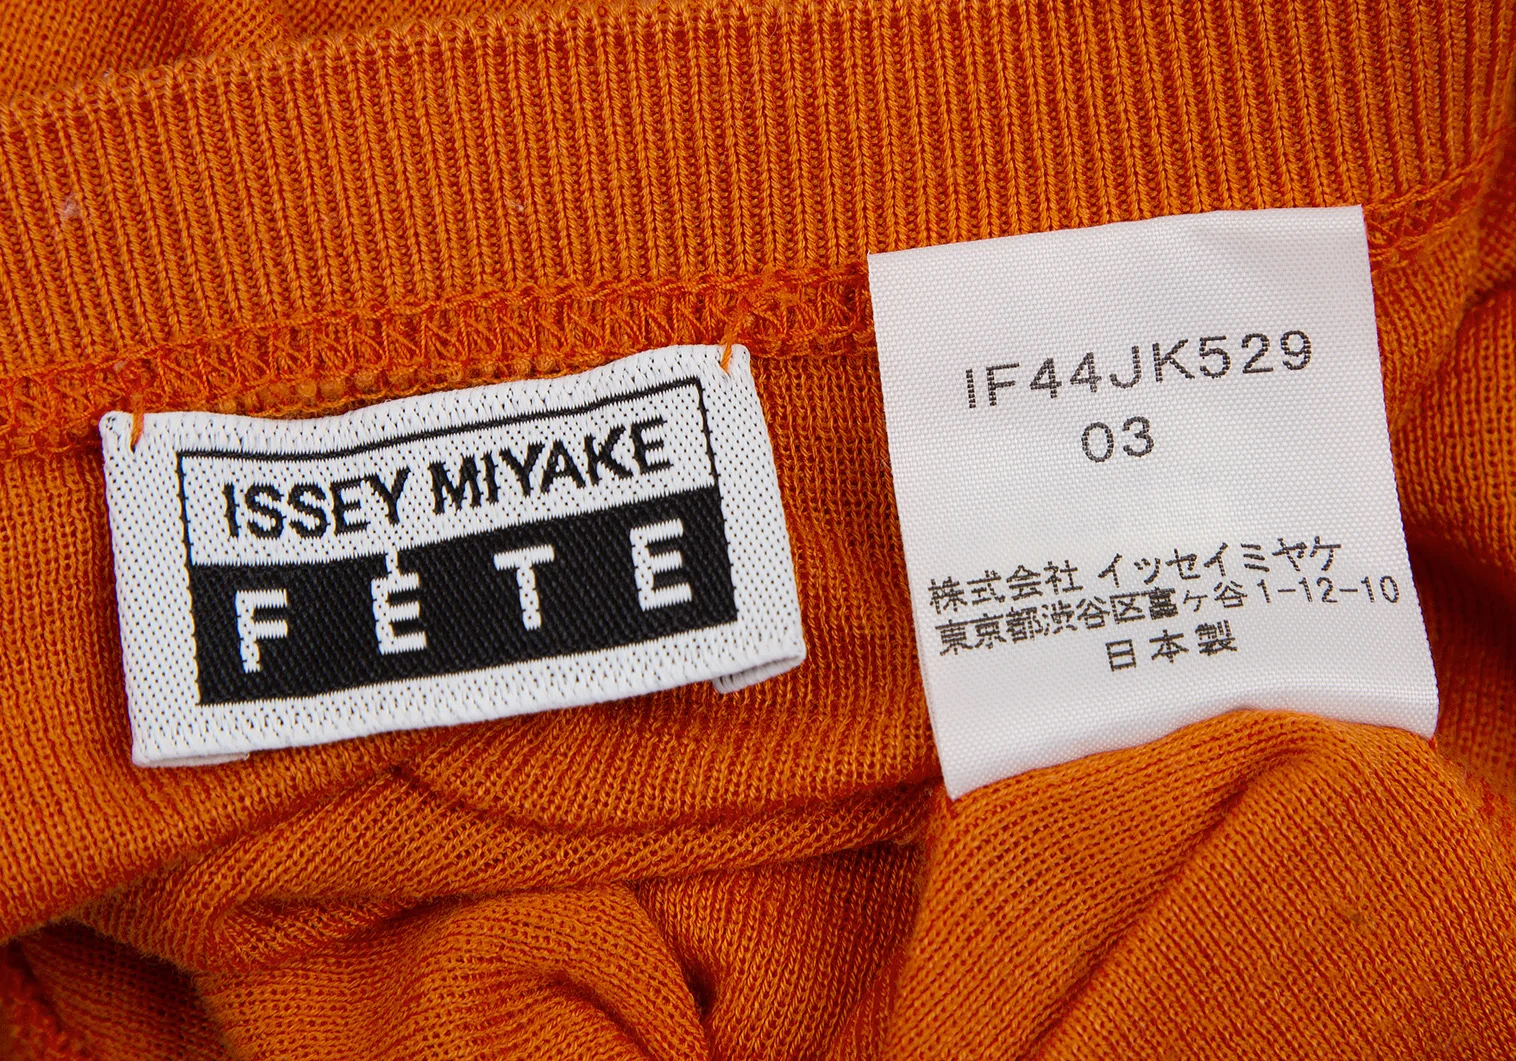 ISSEY MIYAKE
FÉTE
IF44JK529
03
株式会社 イッセイミヤケ
東京都渋谷区富ヶ谷1-12-10
日本製